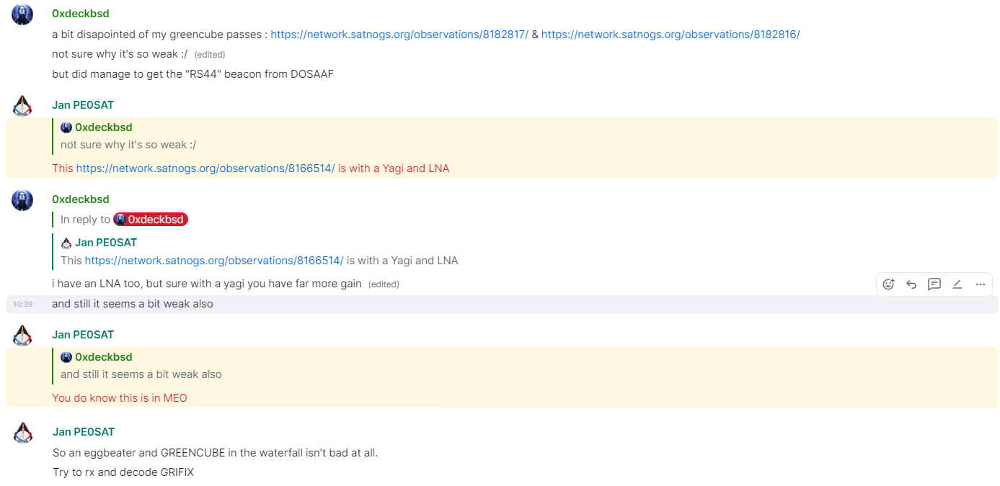 0xdeckbsd
a bit disapointed of my greencube passes : https://network.satnogs.org/observations/8182817/ & https://network.satnogs.org/observations/8182816/
not sure why it's so weak :/ (edited)
but did manage to get the "RS44" beacon from DOSAAF
Jan PE0SAT
0xdeckbsd
not sure why it's so weak :/
This https://network.satnogs.org/observations/8166514/ is with a Yagi and LNA
0xdeckbsd
In reply to 0xdeckbsd
Jan PE0SAT
This https://network.satnogs.org/observations/8166514/ is with a Yagi and LNA
i have an LNA too, but sure with a yagi you have far more gain (edited)
10:39 and still it seems a bit weak also
Jan PE0SAT
0xdeckbsd
and still it seems a bit weak also
You do know this is in MEO
Jan PE0SAT
So an eggbeater and GREENCUBE in the waterfall isn't bad at all.
Try to rx and decode GRIFIX